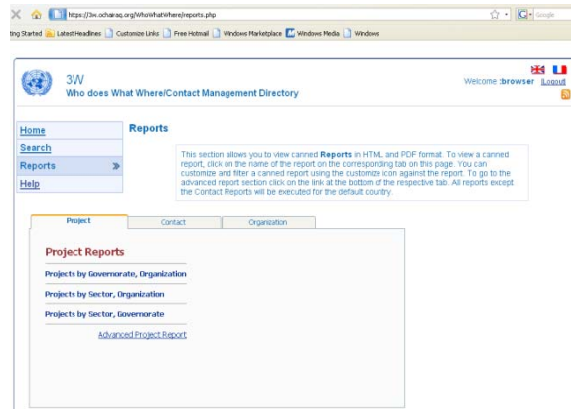 https://3w.ochairaq.org/WhoWhatWhere/reports.php
Google
ting Started
Latest Headlines
Customize Links
Free Hotmail
Windows Marketplace
Windows Media
Windows
3W
Who does What Where/Contact Management Directory
Welcome :browser
(Logout)
Home
Search
Reports
Help
Reports
This section allows you to view canned Reports in HTML and PDF format. To view a canned
report, click on the name of the report on the corresponding tab on this page. You can
customize and filter a canned report using the customize icon against the report. To go to the
advanced report section click on the link at the bottom of the respective tab. All reports except
the Contact Reports will be executed for the default country.
Project
Contact
Organization
Project Reports
Projects by Governorate, Organization
Projects by Sector, Organization
Projects by Sector, Governorate
Advanced Project Report